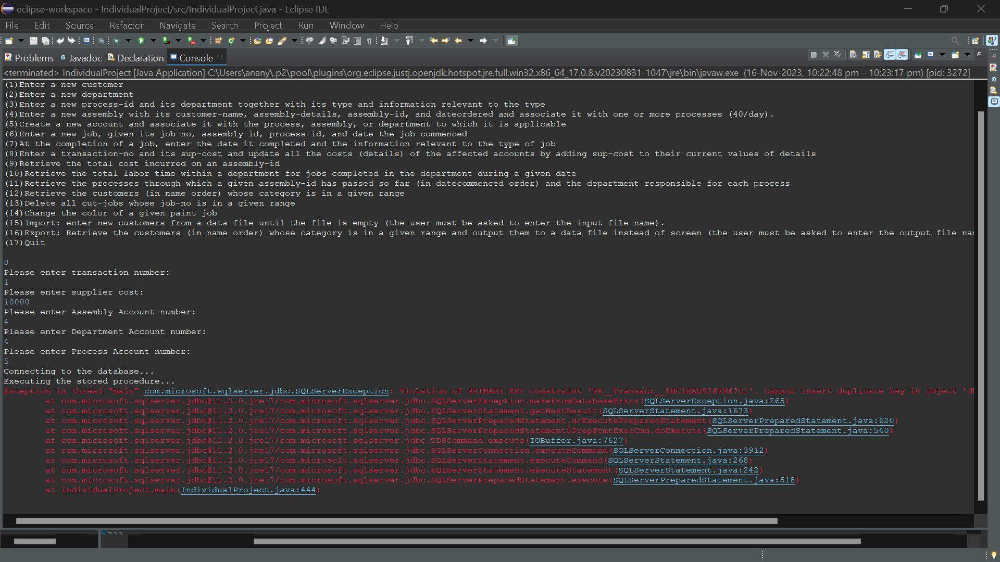 eclipse-workspace - IndividualProject/src/IndividualProject.java - Eclipse IDE
File Edit Source Refactor Navigate Search Project Run Window Help
Problems @ Javadoc Declaration Console
<terminated> IndividualProject [Java Application] C:\Users\anany\.p2\pool\plugins\org.eclipse.justj.openjdk.hotspot.jre.full.win32.x86_64_17.0.8.v20230831-1047\jre\bin\javaw.exe (16-Nov-2023, 10:22:48 pm – 10:23:17 pm) [pid: 3272]
(1)Enter a new customer
(2)Enter a new department
(3)Enter a new process-id and its department together with its type and information relevant to the type
(4)Enter a new assembly with its customer-name, assembly-details, assembly-id, and dateordered and associate it with one or more processes (40/day).
(5)Create a new account and associate it with the process, assembly, or department to which it is applicable
(6)Enter a new job, given its job-no, assembly-id, process-id, and date the job commenced
(7)At the completion of a job, enter the date it completed and the information relevant to the type of job
(8)Enter a transaction-no and its sup-cost and update all the costs (details) of the affected accounts by adding sup-cost to their current values of details
(9)Retrieve the total cost incurred on an assembly-id
(10)Retrieve the total labor time within a department for jobs completed in the department during a given date
(11)Retrieve the processes through which a given assembly-id has passed so far (in datecommenced order) and the department responsible for each process
(12)Retrieve the customers (in name order) whose category is in a given range
(13)Delete all cut-jobs whose job-no is in a given range
(14)Change the color of a given paint job
(15)Import: enter new customers from a data file until the file is empty (the user must be asked to enter the input file name).
(16)Export: Retrieve the customers (in name order) whose category is in a given range and output them to a data file instead of screen (the user must be asked to enter the output file nam
(17)Quit
8
Please enter transaction number:
1
Please enter supplier cost:
10000
Please enter Assembly Account number:
4
Please enter Department Account number:
4
Please enter Process Account number:
5
Connecting to the database...
Executing the stored procedure...
Exception in thread "main" com.microsoft.sqlserver.jdbc.SQLServerException: Violation of PRIMARY KEY constraint 'PK__Transact__8BC1EAD926FB67C1'. Cannot insert duplicate key in object 'd
at com.microsoft.sqlserver.jdbc@11.2.0.jre17/com.microsoft.sqlserver.jdbc.SQLServerException.makeFromDatabaseError(SQLServerException.java:265)
at com.microsoft.sqlserver.jdbc@11.2.0.jre17/com.microsoft.sqlserver.jdbc.SQLServerStatement.getNextResult(SQLServerStatement.java:1673)
at com.microsoft.sqlserver.jdbc@11.2.0.jre17/com.microsoft.sqlserver.jdbc.SQLServerPreparedStatement.doExecutePreparedStatement(SQLServerPreparedStatement.java:620)
at com.microsoft.sqlserver.jdbc@11.2.0.jre17/com.microsoft.sqlserver.jdbc.SQLServerPreparedStatement$PrepStmtExecCmd.doExecute(SQLServerPreparedStatement.java:540)
at com.microsoft.sqlserver.jdbc@11.2.0.jre17/com.microsoft.sqlserver.jdbc.TDSCommand.execute(IOBuffer.java:7627)
at com.microsoft.sqlserver.jdbc@11.2.0.jre17/com.microsoft.sqlserver.jdbc.SQLServerConnection.executeCommand(SQLServerConnection.java:3912)
at com.microsoft.sqlserver.jdbc@11.2.0.jre17/com.microsoft.sqlserver.jdbc.SQLServerStatement.executeCommand(SQLServerStatement.java:268)
at com.microsoft.sqlserver.jdbc@11.2.0.jre17/com.microsoft.sqlserver.jdbc.SQLServerStatement.executeStatement(SQLServerStatement.java:242)
at com.microsoft.sqlserver.jdbc@11.2.0.jre17/com.microsoft.sqlserver.jdbc.SQLServerPreparedStatement.execute(SQLServerPreparedStatement.java:518)
at IndividualProject.main(IndividualProject.java:444)